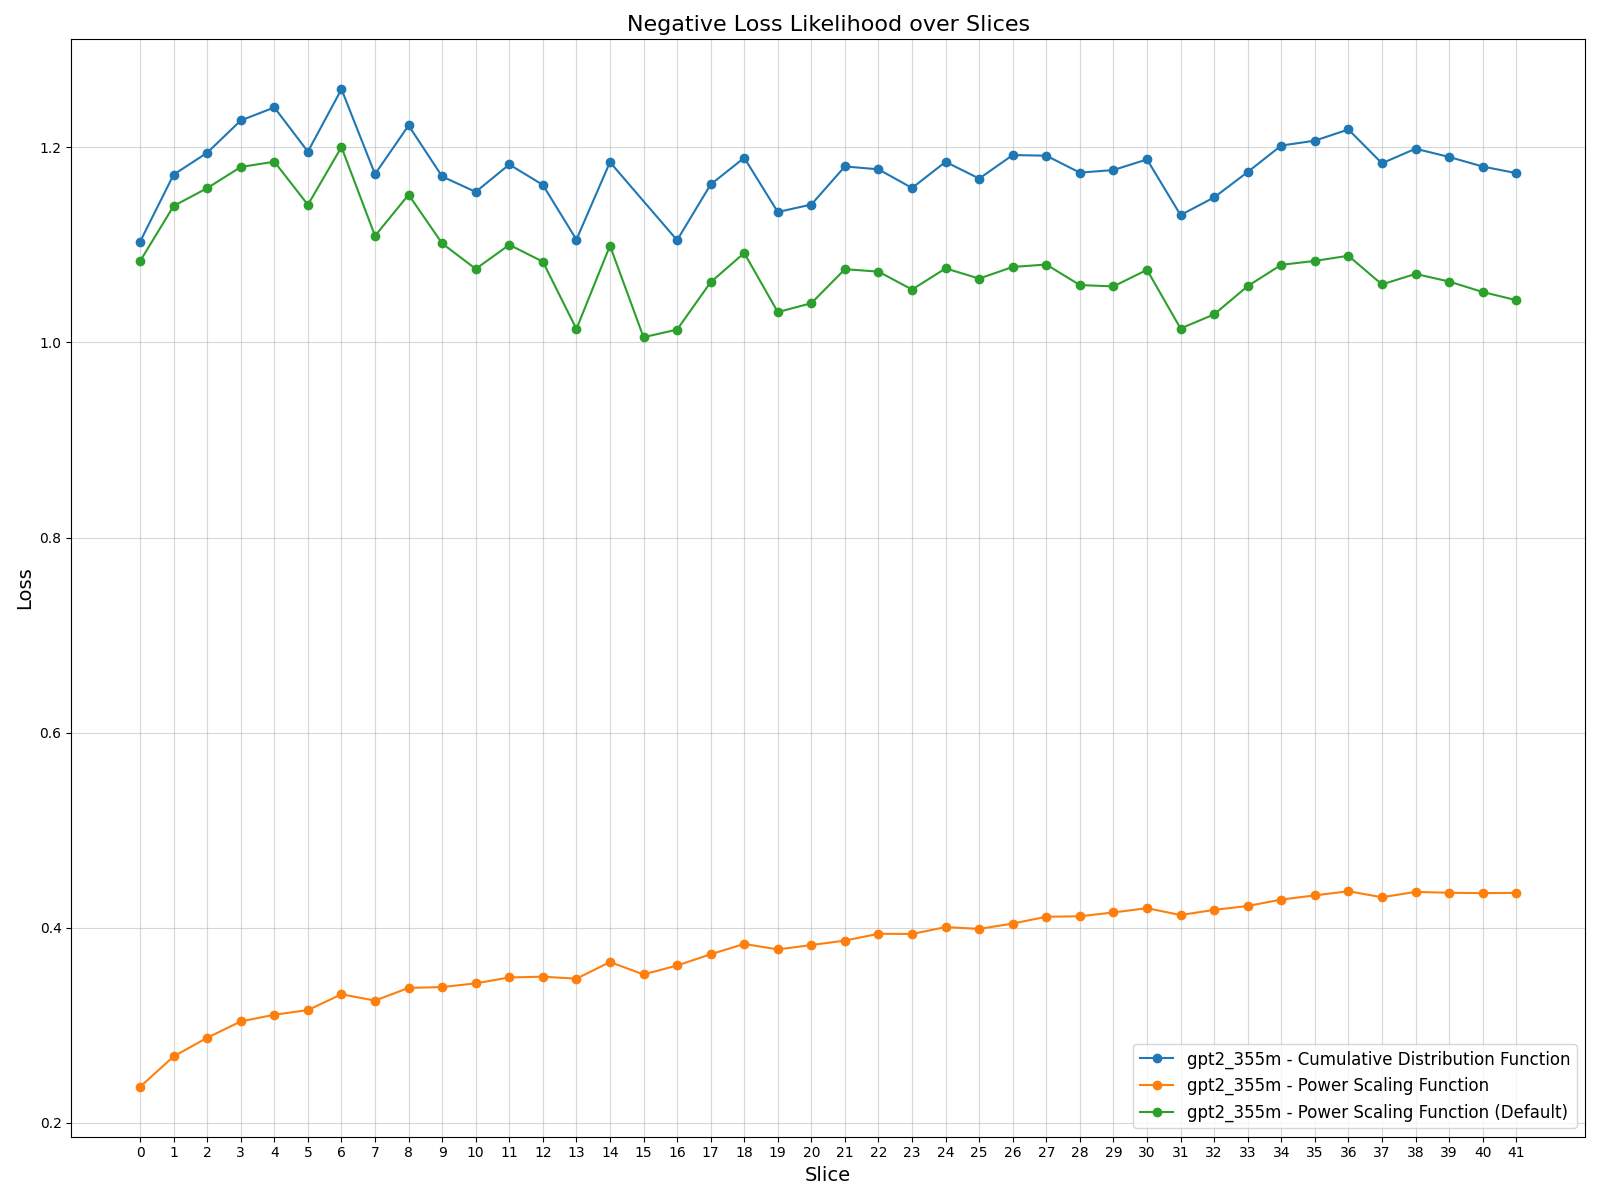 Negative Loss Likelihood over Slices
1.2
1.0
0.8
0.6
0.4
0.2
Loss
gpt2_355m - Cumulative Distribution Function
gpt2_355m - Power Scaling Function
gpt2_355m - Power Scaling Function (Default)
0 1 2 3 4 5 6 7 8 9 10 11 12 13 14 15 16 17 18 19 20 21 22 23 24 25 26 27 28 29 30 31 32 33 34 35 36 37 38 39 40 41
Slice